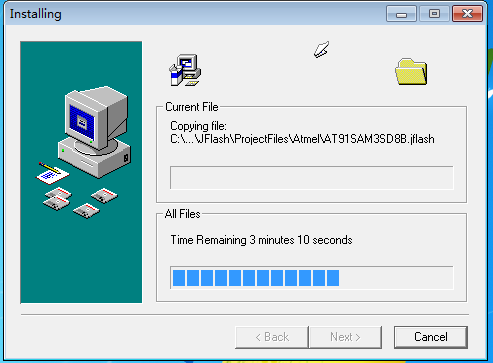 Installing
Current File
Copying file:
C:\...\JFlash\ProjectFiles\Atmel\AT91SAM3SD8B.jflash
All Files
Time Remaining 3 minutes 10 seconds
< Back
Next >
Cancel